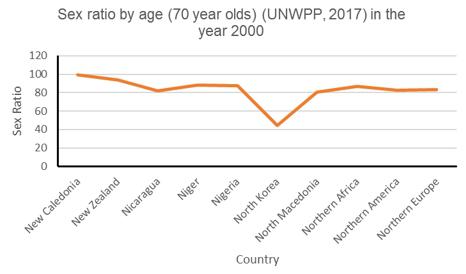 Sex ratio by age (70 year olds) (UNWPP, 2017) in the
year 2000
120
100
80
60
40
20
0
Sex Ratio
New Caledonia
New Zealand
Nicaragua
Niger
Nigeria
North Korea
North Macedonia
Northern Africa
Northern America
Northern Europe
Country